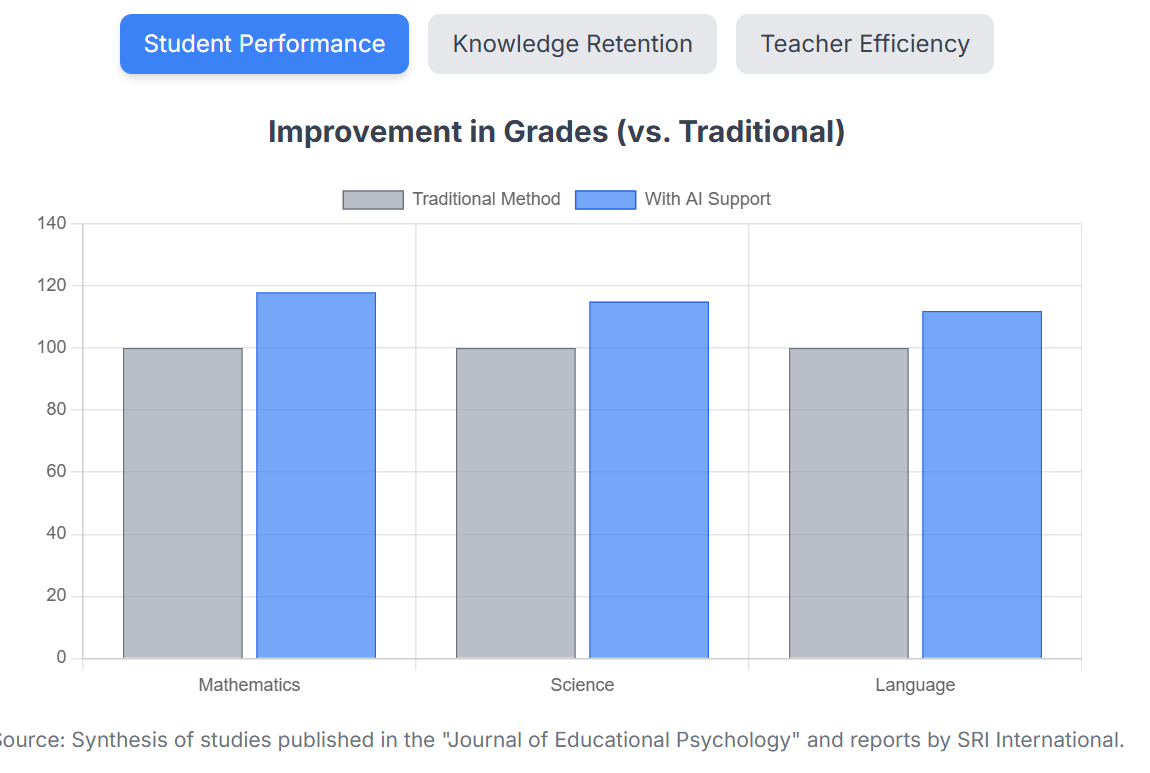 Student Performance Knowledge Retention Teacher Efficiency
Improvement in Grades (vs. Traditional)
Traditional Method With AI Support
140
120
100
80
60
40
20
0
Mathematics Science Language
Source: Synthesis of studies published in the "Journal of Educational Psychology" and reports by SRI International.